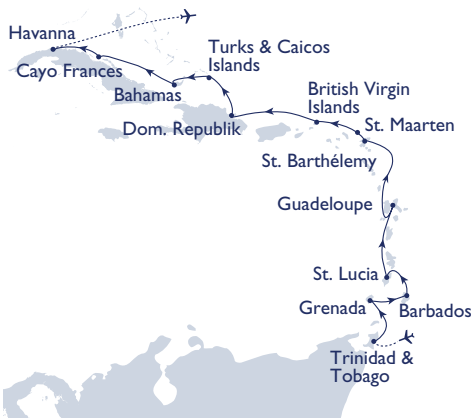 Havanna
Cayo Frances
Turks & Caicos
Islands
Bahamas
Dom. Republik
British Virgin
Islands
St. Maarten
St. Barthélemy
Guadeloupe
St. Lucia
Grenada
Barbados
Trinidad &
Tobago